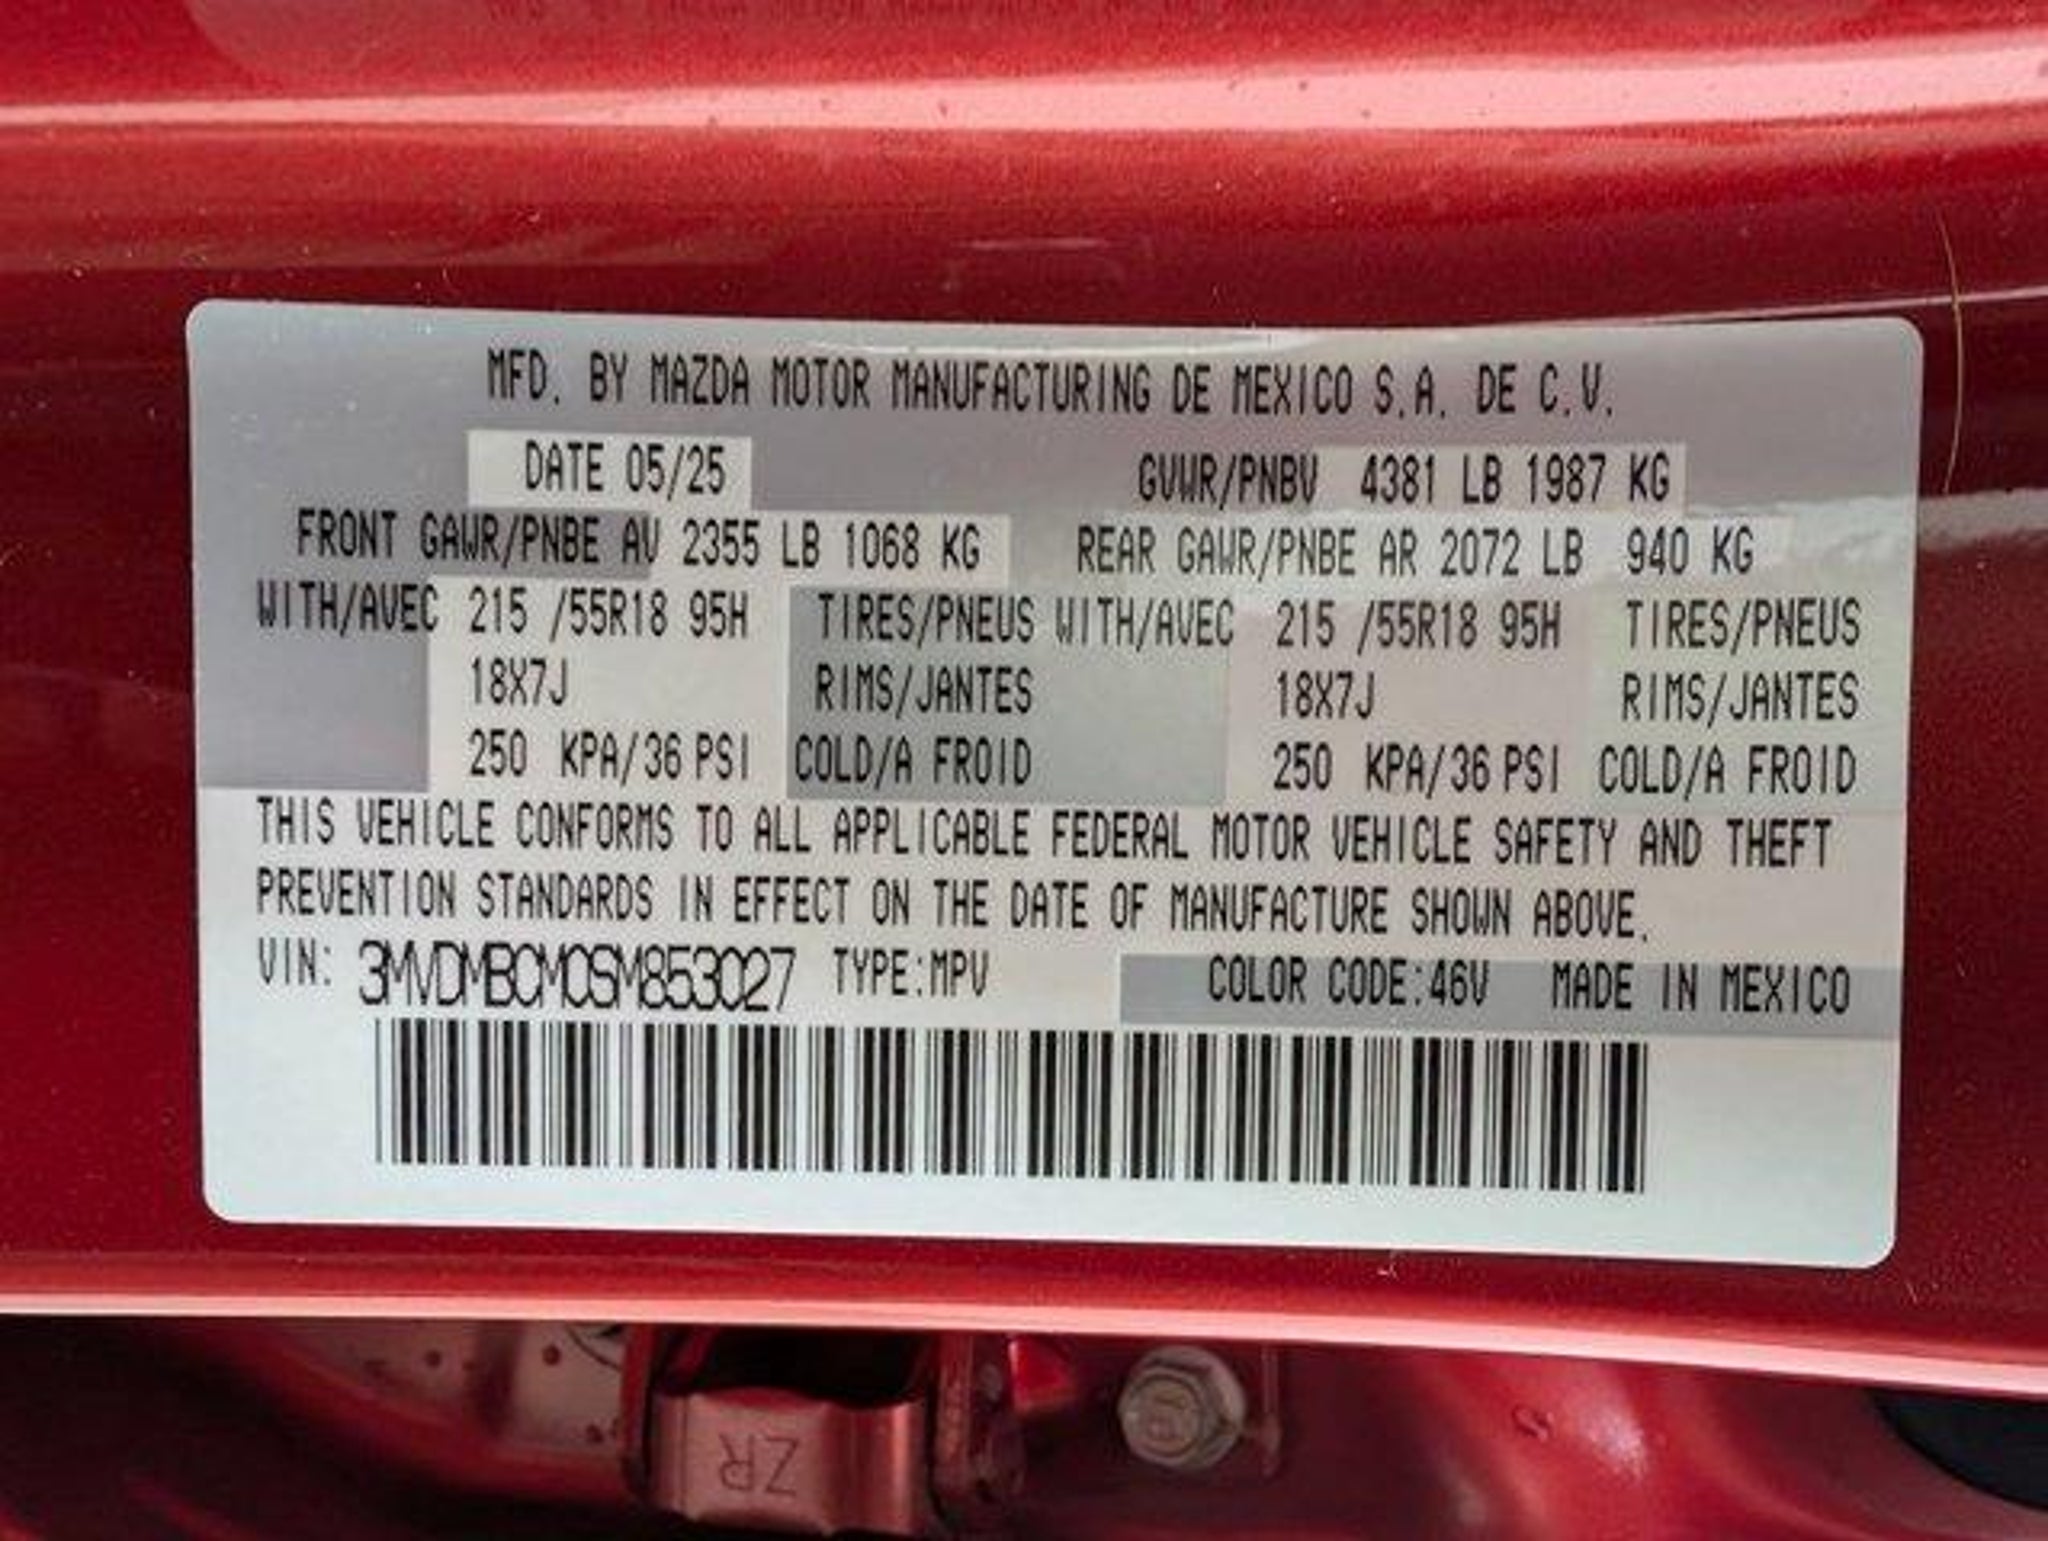 MFD. BY MAZDA MOTOR MANUFACTURING DE MEXICO S.A. DE C.V.
DATE 05/25 GVWR/PNBV 4381 LB 1987 KG
FRONT GAWR/PNBE AV 2355 LB 1068 KG REAR GAWR/PNBE AR 2072 LB 940 KG
WITH/AVEC 215 /55R18 95H TIRES/PNEUS WITH/AVEC 215 /55R18 95H TIRES/PNEUS
18X7J RIMS/JANTES 18X7J RIMS/JANTES
250 KPA/36 PSI COLD/A FROID 250 KPA/36 PSI COLD/A FROID
THIS VEHICLE CONFORMS TO ALL APPLICABLE FEDERAL MOTOR VEHICLE SAFETY AND THEFT
PREVENTION STANDARDS IN EFFECT ON THE DATE OF MANUFACTURE SHOWN ABOVE.
VIN: 3MVDMBCM0SM853027 TYPE:MPV COLOR CODE:46V MADE IN MEXICO
ZR